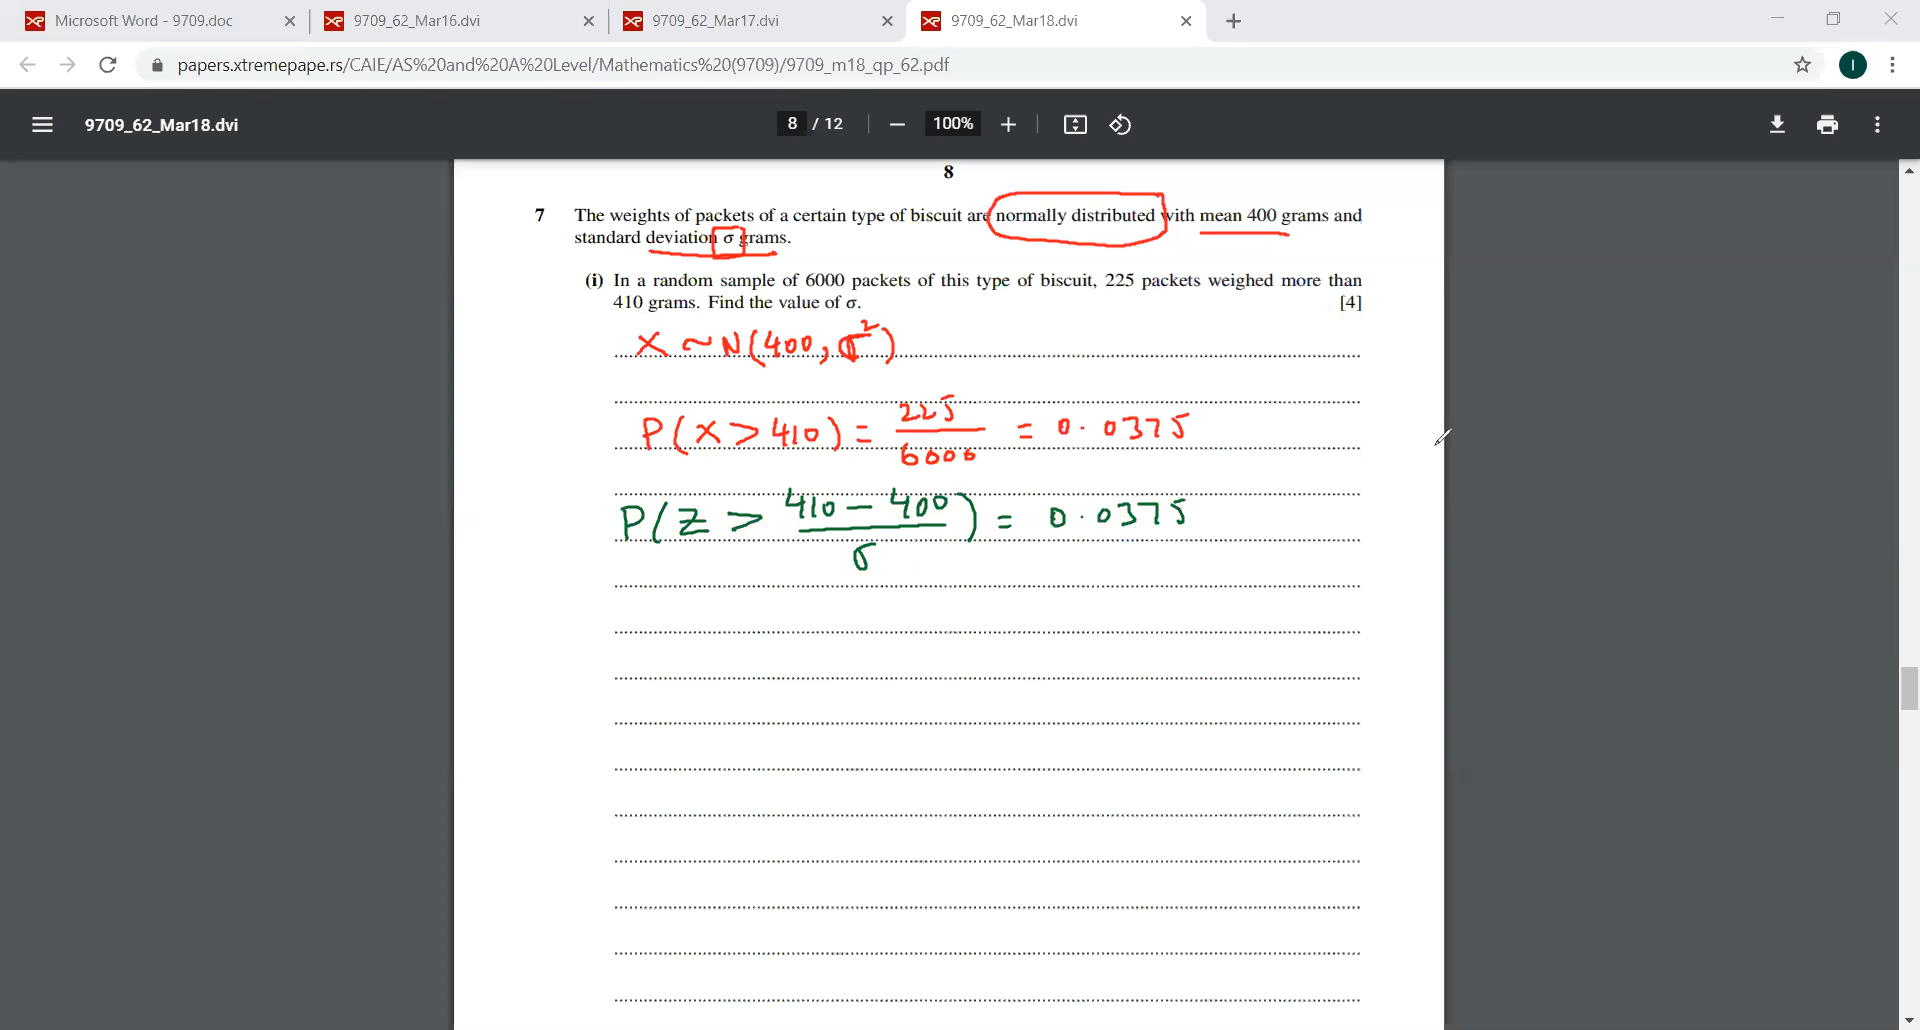 Microsoft Word - 9709.doc
9709_62_Mar16.dvi
9709_62_Mar17.dvi
9709_62_Mar18.dvi
papers.xtremepape.rs/CAIE/AS%20and%20A%20Level/Mathematics%20(9709)/9709_m18_qp_62.pdf
I
9709_62_Mar18.dvi
8 / 12
100%
8
7 The weights of packets of a certain type of biscuit are normally distributed with mean 400 grams and
standard deviation σ grams.
(i) In a random sample of 6000 packets of this type of biscuit, 225 packets weighed more than
410 grams. Find the value of σ. [4]
X ~ N(400, σ²)
P(X > 410) = 225/6000 = 0.0375
P(Z > (410 - 400)/σ) = 0.0375